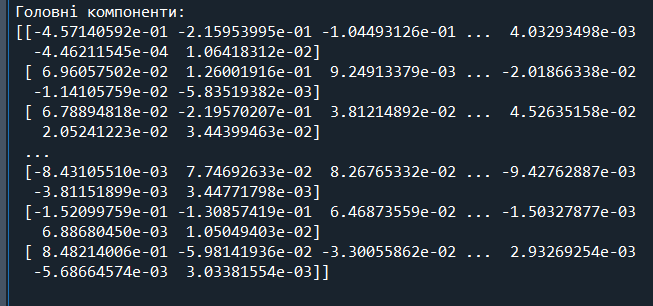 Головні компоненти:
[[-4.57140592e-01 -2.15953995e-01 -1.04493126e-01 ... 4.03293498e-03
-4.46211545e-04 1.06418312e-02]
[ 6.96057502e-02 1.26001916e-01 9.24913379e-03 ... -2.01866338e-02
-1.14105759e-02 -5.83519382e-03]
[ 6.78894818e-02 -2.19570207e-01 3.81214892e-02 ... 4.52635158e-02
2.05241223e-02 3.44399463e-02]
...
[-8.43105510e-03 7.74692633e-02 8.26765332e-02 ... -9.42762887e-03
-3.81151899e-03 3.44771798e-03]
[-1.52099759e-01 -1.30857419e-01 6.46873559e-02 ... -1.50327877e-03
6.88680450e-03 1.05049403e-02]
[ 8.48214006e-01 -5.98141936e-02 -3.30055862e-02 ... 2.93269254e-03
-5.68664574e-03 3.03381554e-03]]